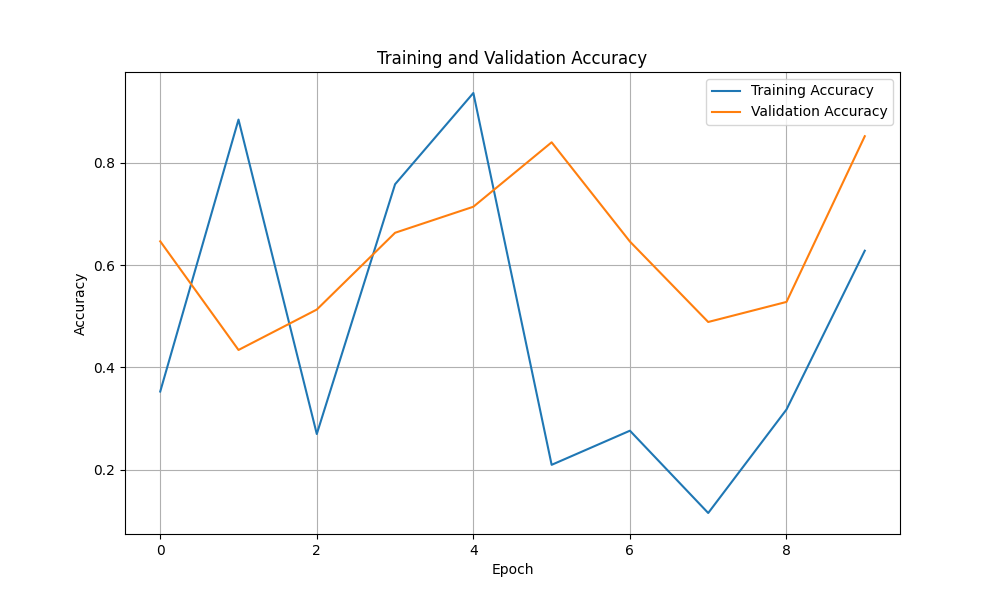 Training and Validation Accuracy
Training Accuracy
Validation Accuracy
0.8
0.6
0.4
0.2
Accuracy
0 2 4 6 8
Epoch